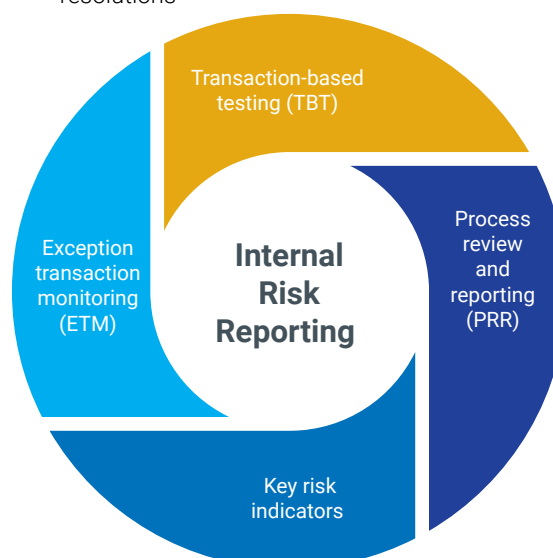 resolutions
Transaction-based
testing (TBT)
Process
review
and
reporting
(PRR)
Internal
Risk
Reporting
Exception
transaction
monitoring
(ETM)
Key risk
indicators